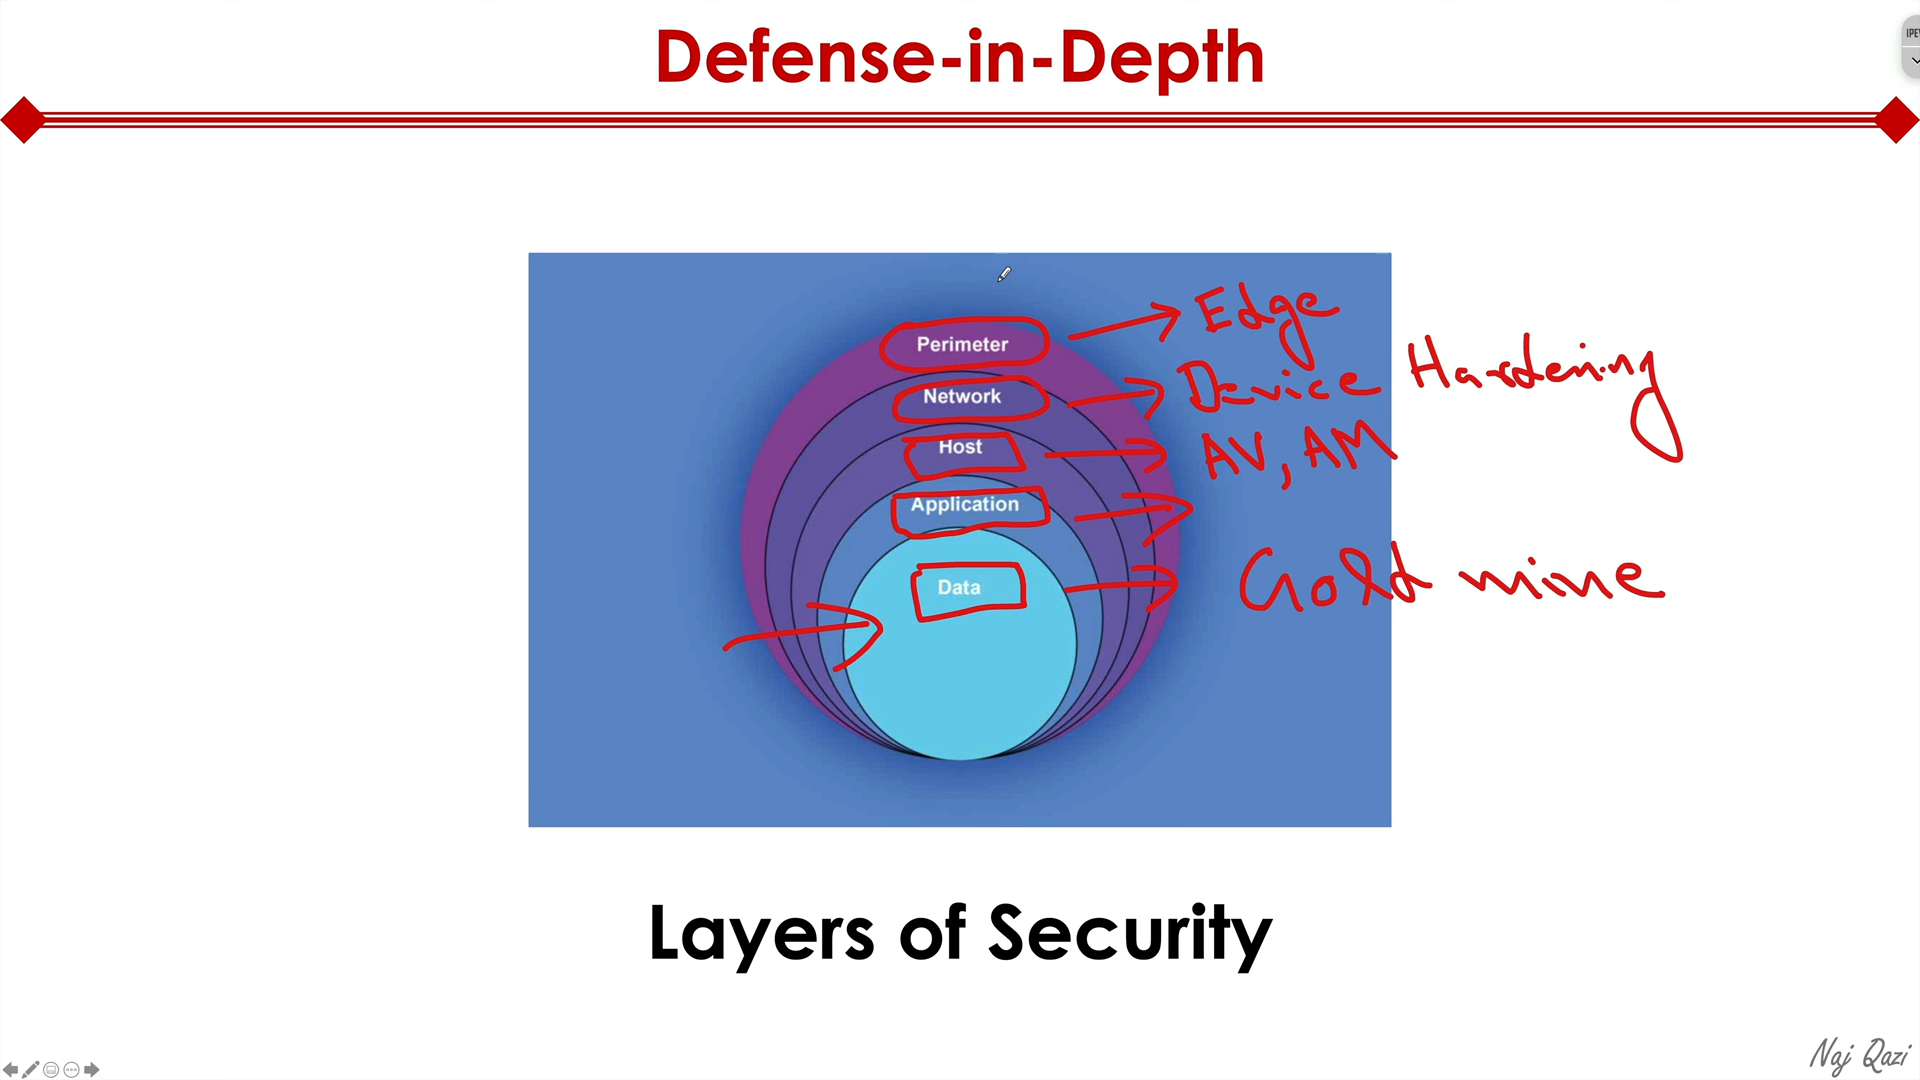 Defense-in-Depth
Perimeter
Edge
Network
Device Hardening
Host
AV, AM
Application
Data
Gold mine
Layers of Security
Naj Qazi